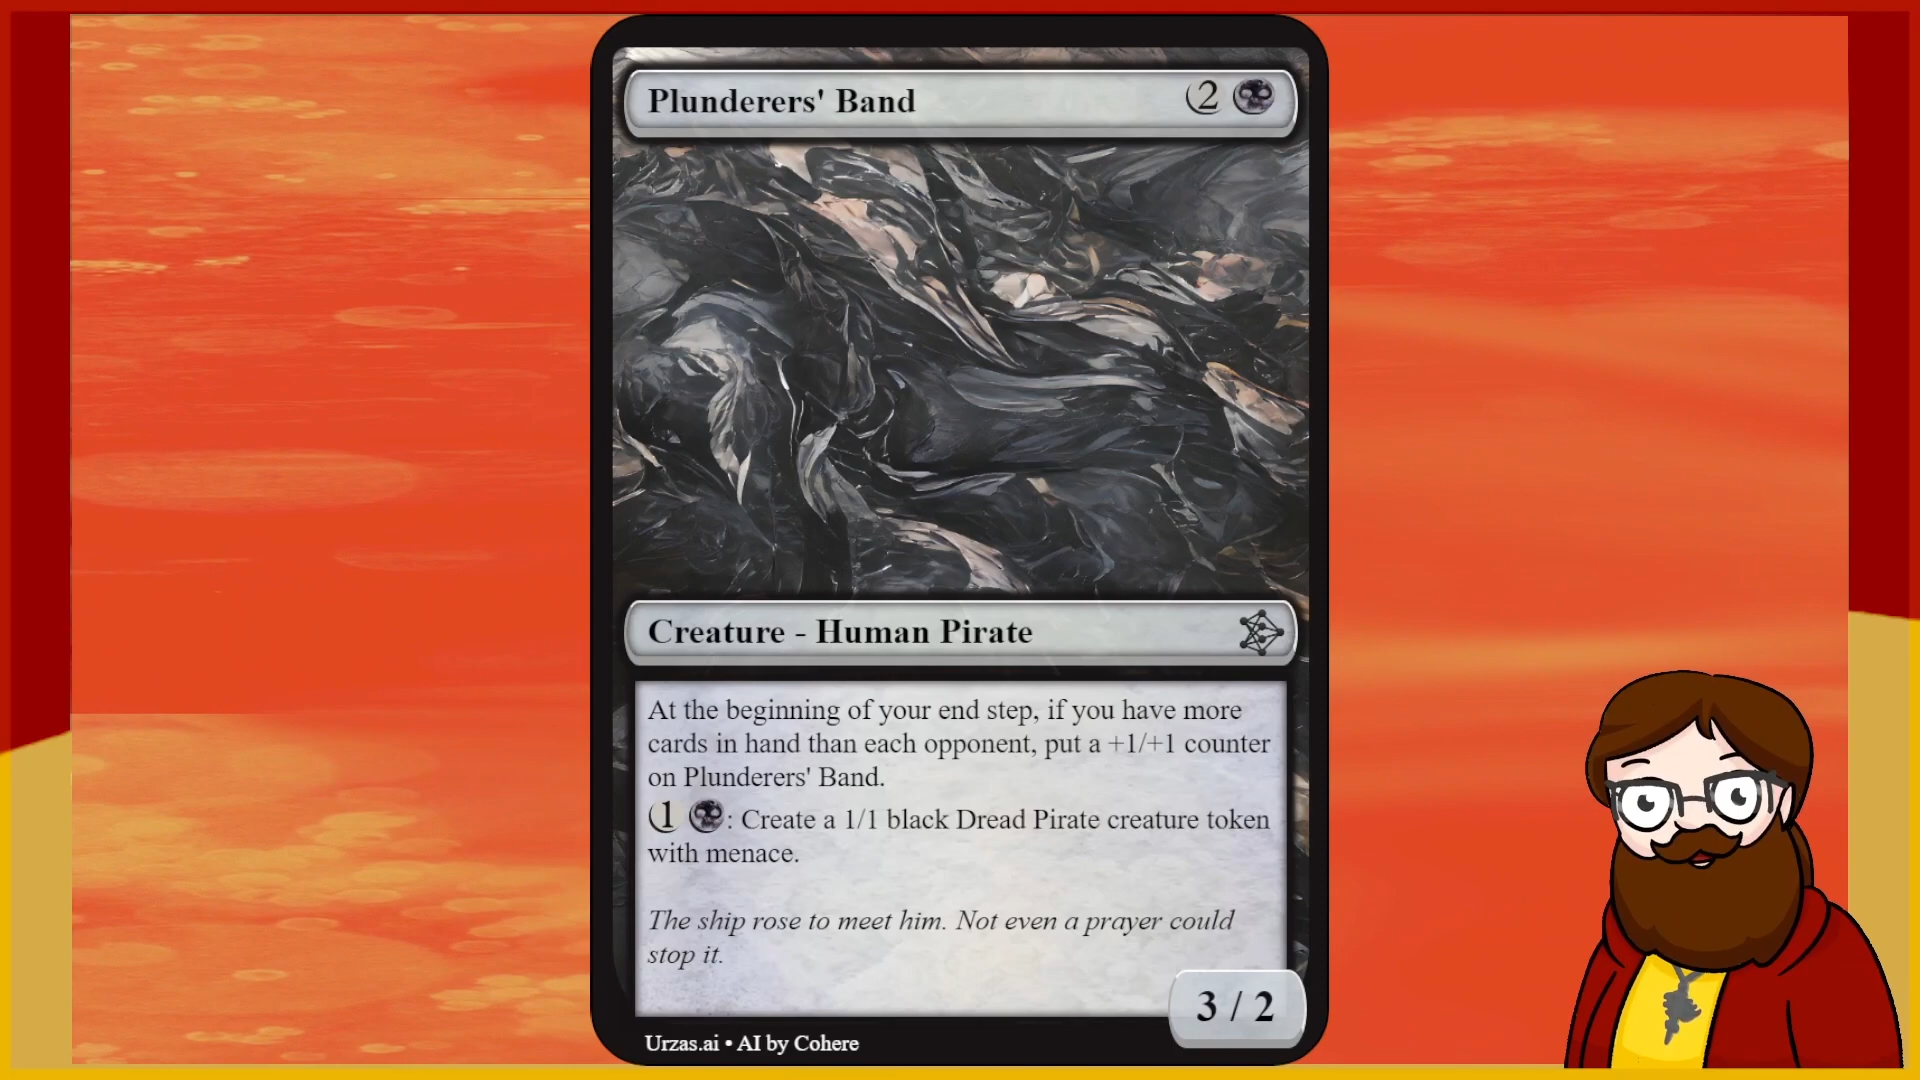 Plunderers' Band 2
Creature - Human Pirate
At the beginning of your end step, if you have more
cards in hand than each opponent, put a +1/+1 counter
on Plunderers' Band.
1 : Create a 1/1 black Dread Pirate creature token
with menace.
The ship rose to meet him. Not even a prayer could
stop it.
3 / 2
Urzas.ai • AI by Cohere